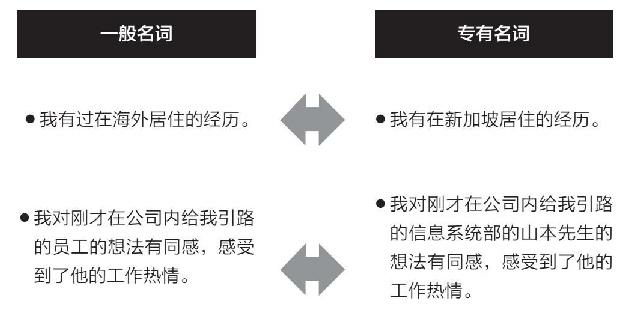 一般名词
专有名词
●我有过在海外居住的经历。
●我有在新加坡居住的经历。
●我对刚才在公司内给我引路
的员工的想法有同感，感受
到了他的工作热情。
●我对刚才在公司内给我引路
的信息系统部的山本先生的
想法有同感，感受到了他的
工作热情。